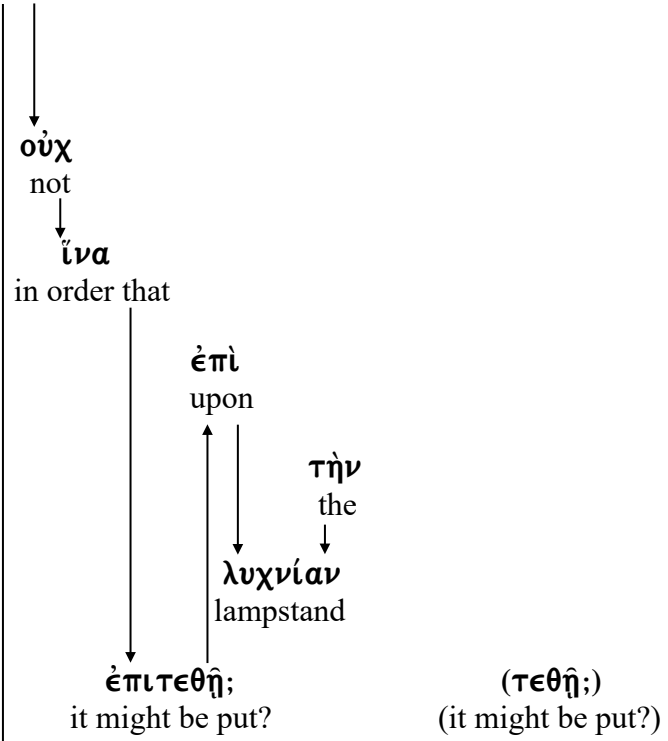 οὐχ
not
ἵνα
in order that
ἐπὶ
upon
τὴν
the
λυχνίαν
lampstand
ἐπιτεθῇ; (τεθῇ;)
it might be put? (it might be put?)